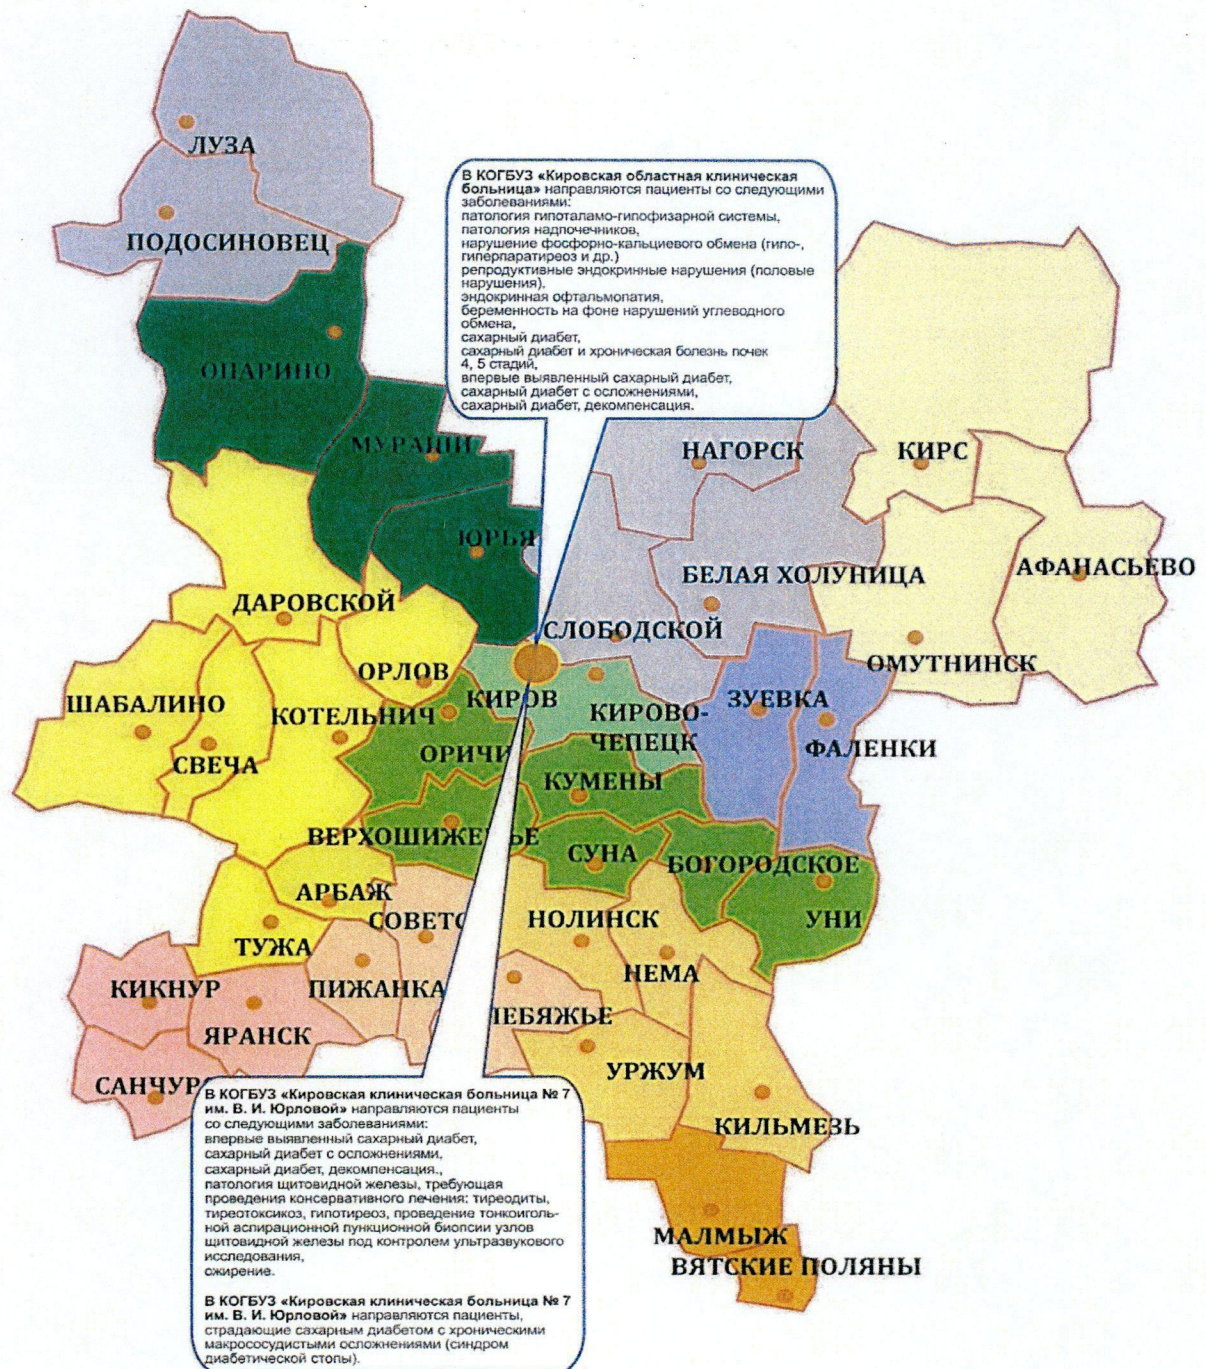 ЛУЗА
ПОДОСИНОВЕЦ
В КОГБУЗ «Кировская областная клиническая
больница» направляются пациенты со следующими
заболеваниями:
патология гипоталамо-гипофизарной системы,
патология надпочечников,
нарушение фосфорно-кальциевого обмена (гипо-,
гиперпаратиреоз и др.)
репродуктивные эндокринные нарушения (половые
нарушения),
эндокринная офтальмопатия,
беременность на фоне нарушений углеводного
обмена,
сахарный диабет,
сахарный диабет и хроническая болезнь почек
4, 5 стадий,
впервые выявленный сахарный диабет,
сахарный диабет с осложнениями,
сахарный диабет, декомпенсация.
ОПАРИНО
МУРАШИ
НАГОРСК
КИРС
ЮРЬЯ
БЕЛАЯ ХОЛУНИЦА
АФАНАСЬЕВО
ДАРОВСКОЙ
СЛОБОДСКОЙ
ОМУТНИНСК
ОРЛОВ
ШАБАЛИНО
КОТЕЛЬНИЧ
КИРОВ
КИРОВО-
ЧЕПЕЦК
ЗУЕВКА
ФАЛЕНКИ
СВЕЧА
ОРИЧИ
КУМЕНЫ
ВЕРХОШИЖЕ ЬЕ
СУНА
БОГОРОДСКОЕ
АРБАЖ
СОВЕТС
НОЛИНСК
УНИ
ТУЖА
НЕМА
КИКНУР
ПИЖАНКА
ЛЕБЯЖЬЕ
ЯРАНСК
УРЖУМ
САНЧУРС
КИЛЬМЕЗЬ
В КОГБУЗ «Кировская клиническая больница № 7
им. В. И. Юрловой» направляются пациенты
со следующими заболеваниями:
впервые выявленный сахарный диабет,
сахарный диабет с осложнениями,
сахарный диабет, декомпенсация.,
патология щитовидной железы, требующая
проведения консервативного лечения: тиреодиты,
тиреотоксикоз, гипотиреоз, проведение тонкоиголь-
ной аспирационной пункционной биопсии узлов
щитовидной железы под контролем ультразвукового
исследования,
ожирение.
В КОГБУЗ «Кировская клиническая больница № 7
им. В. И. Юрловой» направляются пациенты,
страдающие сахарным диабетом с хроническими
макрососудистыми осложнениями (синдром
диабетической стопы).
МАЛМЫЖ
ВЯТСКИЕ ПОЛЯНЫ